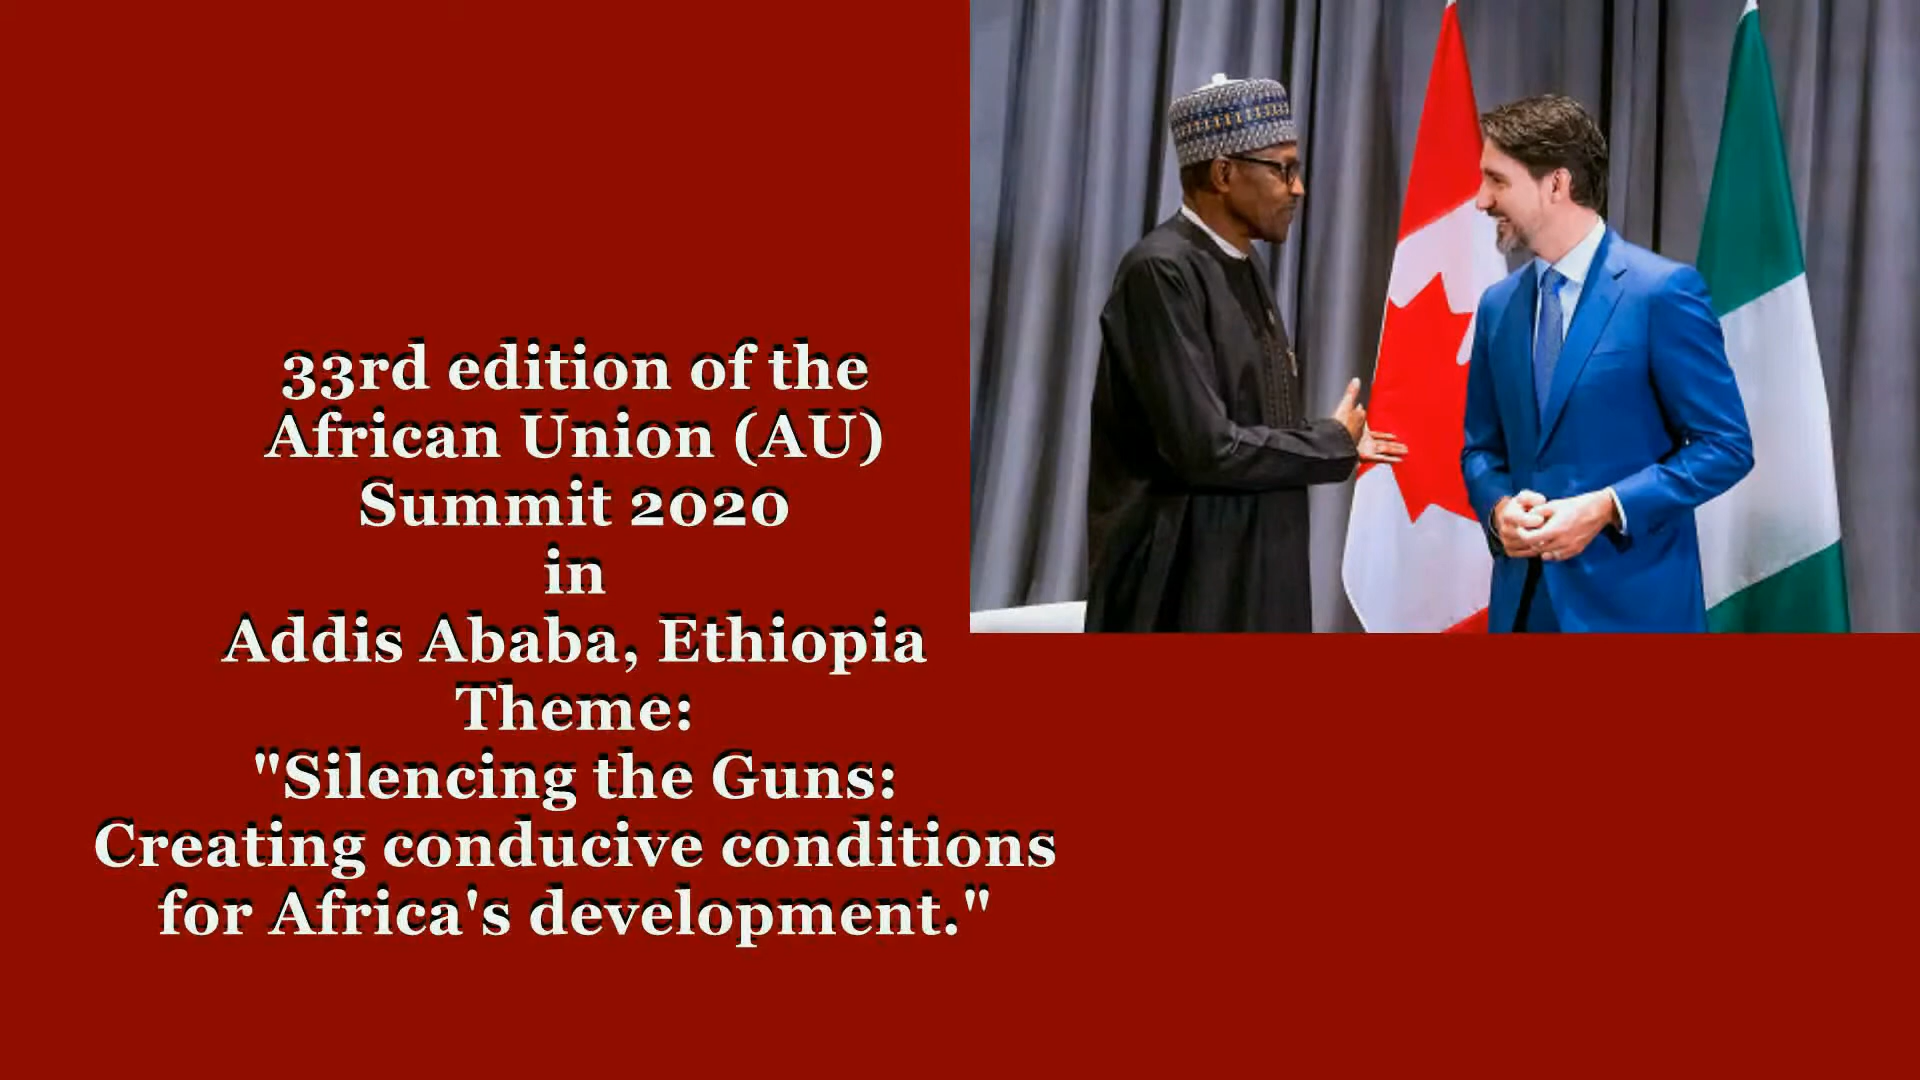 33rd edition of the
African Union (AU)
Summit 2020
in
Addis Ababa, Ethiopia
Theme:
"Silencing the Guns:
Creating conducive conditions
for Africa's development."